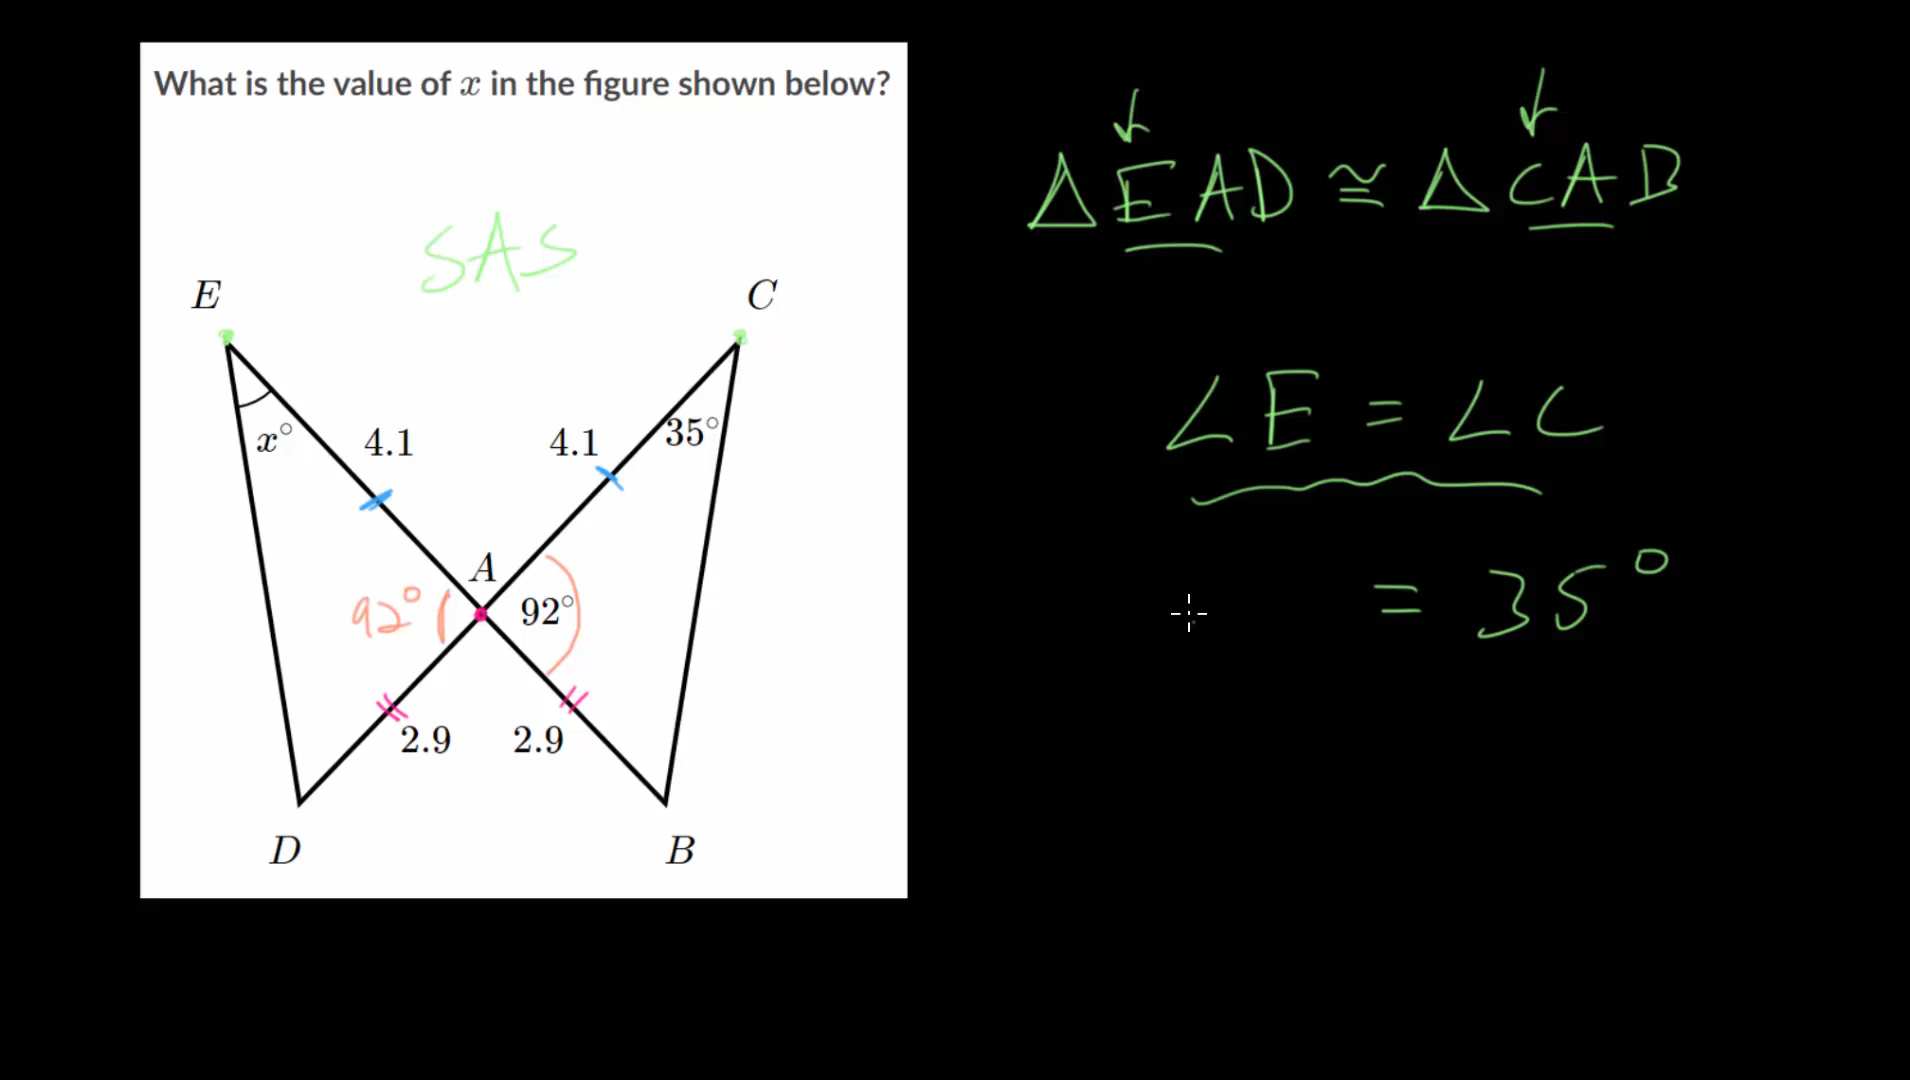 What is the value of x in the figure shown below?
△EAD ≅ △CAB
SAS
E
C
∠E = ∠C
x°
4.1
4.1
35°
A
92°
92°
= 35°
2.9
2.9
D
B